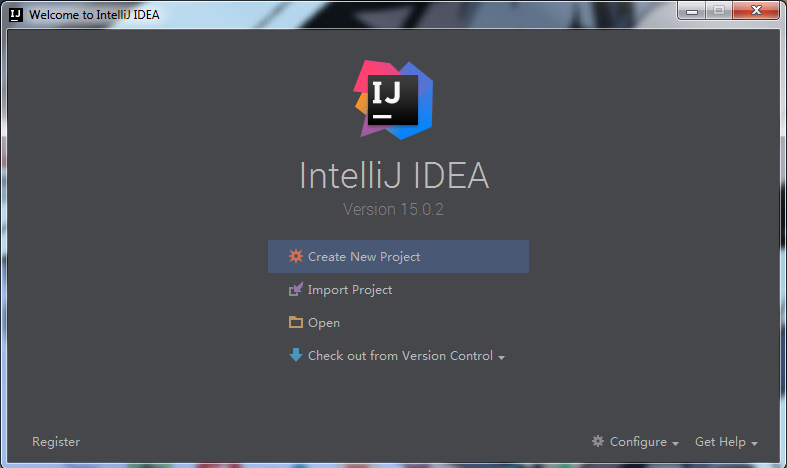 IJ Welcome to IntelliJ IDEA
IJ
IntelliJ IDEA
Version 15.0.2
Create New Project
Import Project
Open
Check out from Version Control
Register
Configure
Get Help